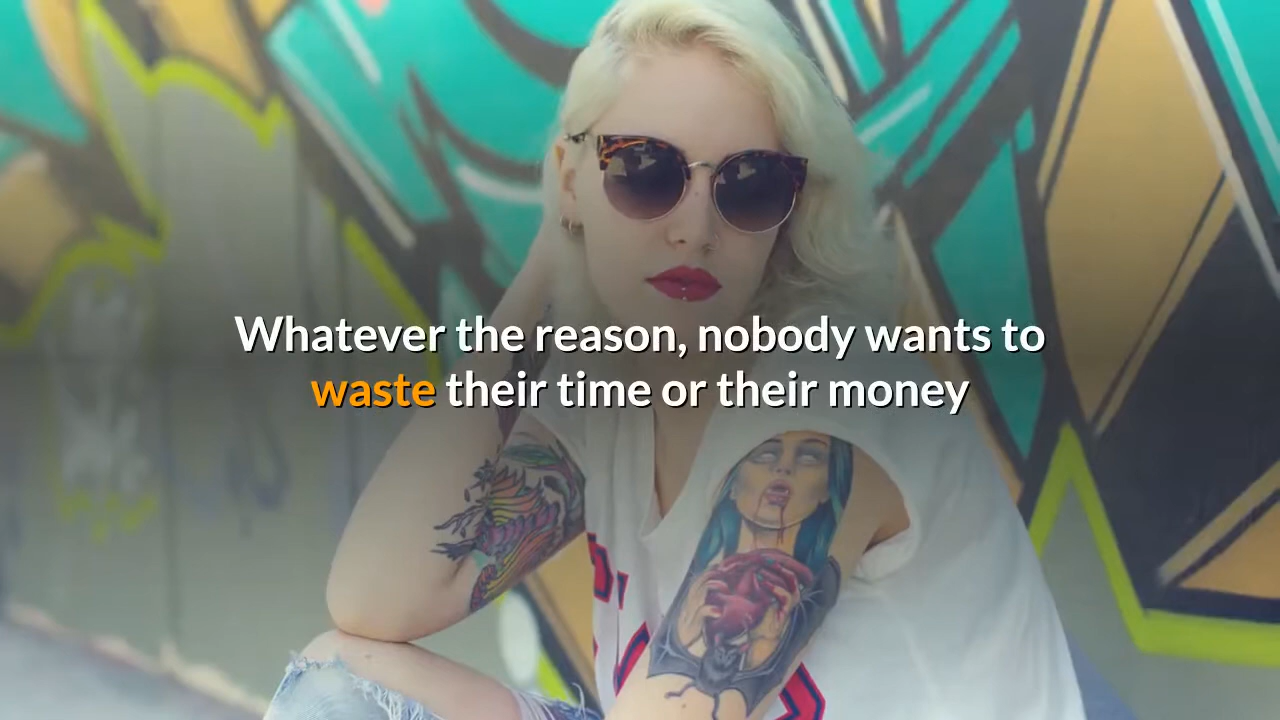 Whatever the reason, nobody wants to
waste their time or their money